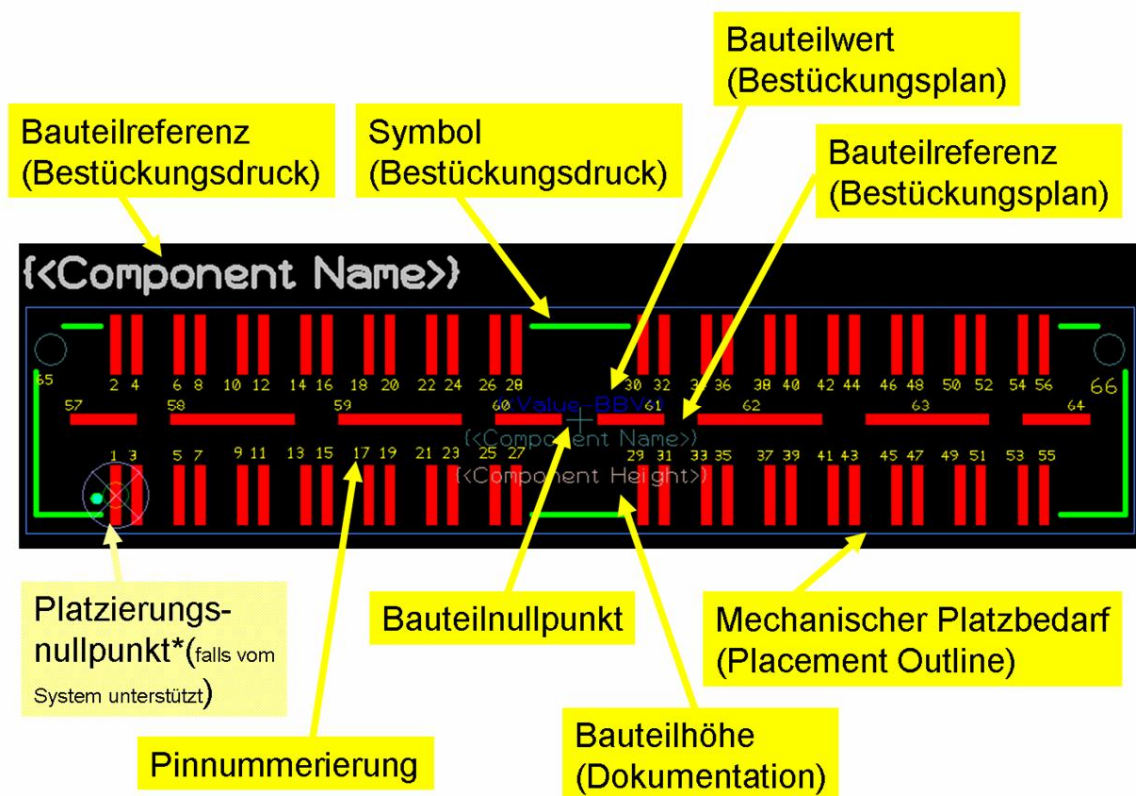 Bauteilwert
(Bestückungsplan)
Bauteilreferenz
(Bestückungsdruck)
Symbol
(Bestückungsdruck)
Bauteilreferenz
(Bestückungsplan)
{<Component Name>}
65
2 4 6 8 10 12 14 16 18 20 22 24 26 28 30 32 36 38 40 42 44 46 48 50 52 54 56 66
57 58 59 60 61 62 63 64
{<Component Name>}
1 3 5 7 9 11 13 15 17 19 21 23 25 27 29 31 33 35 37 39 41 43 45 47 49 51 53 55
{<Component Height>}
Platzierungs-
nullpunkt*(falls vom
System unterstützt)
Bauteilnullpunkt
Mechanischer Platzbedarf
(Placement Outline)
Pinnummerierung
Bauteilhöhe
(Dokumentation)